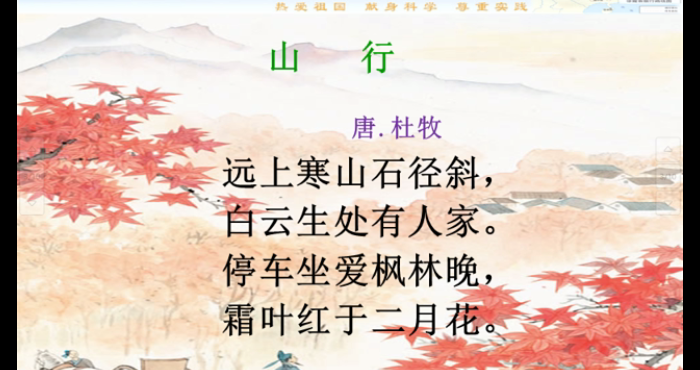 热爱祖国 献身科学 尊重实践
山 行
唐.杜牧
远上寒山石径斜，
白云生处有人家。
停车坐爱枫林晚，
霜叶红于二月花。